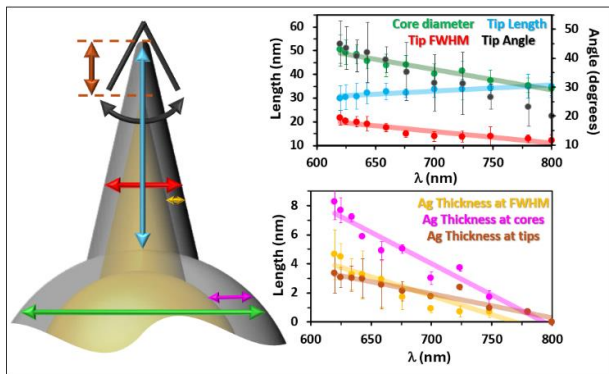 Core diameter Tip Length
Tip FWHM Tip Angle
Length (nm)
60
50
40
30
20
10
Angle (degrees)
50
40
30
20
10
600 650 700 750 800
λ (nm)
Ag Thickness at FWHM
Ag Thickness at cores
Ag Thickness at tips
Length (nm)
8
6
4
2
0
600 650 700 750 800
λ (nm)